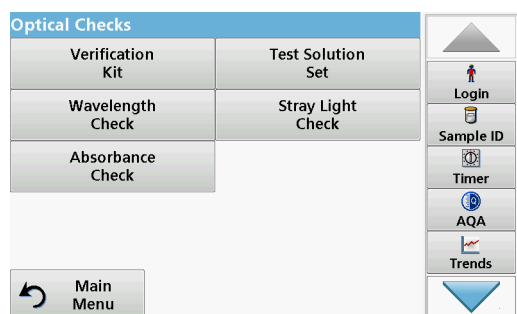 Optical Checks
Verification
Kit
Test Solution
Set
Wavelength
Check
Stray Light
Check
Absorbance
Check
Main
Menu
Login
Sample ID
Timer
AQA
Trends